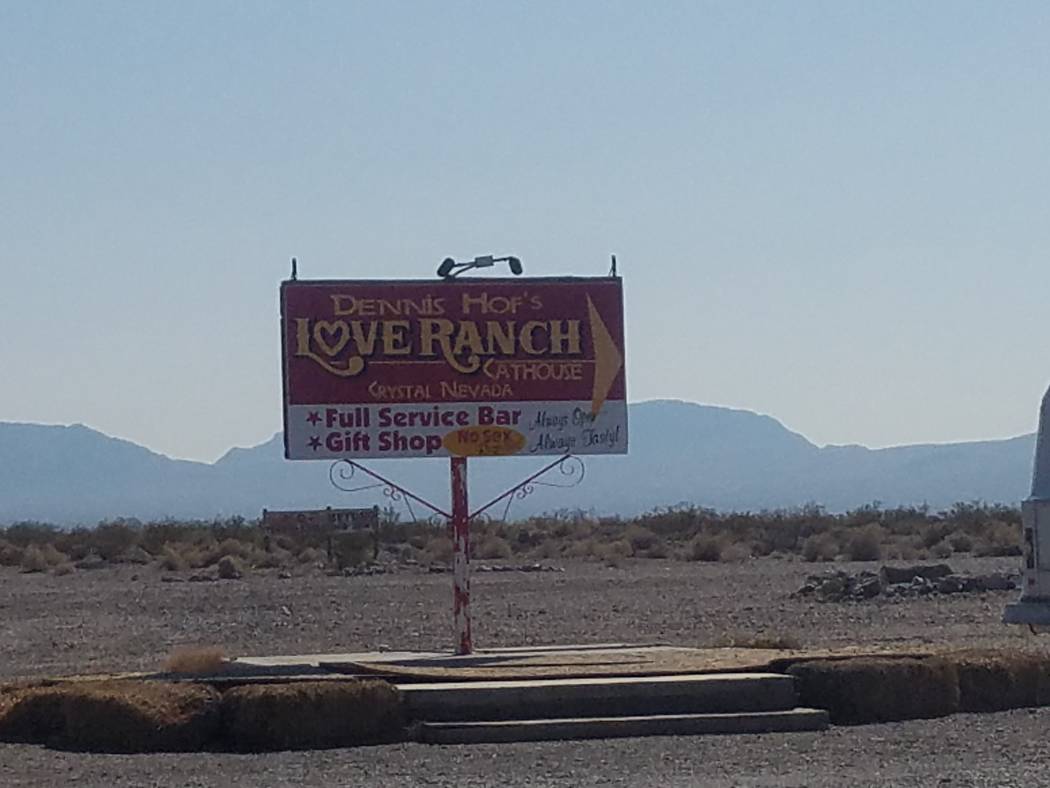 DENNIS HOF'S
LOVE RANCH
CATHOUSE
CRYSTAL NEVADA
Full Service Bar
Always Open
Gift Shop
No Sex
Always Tasty!